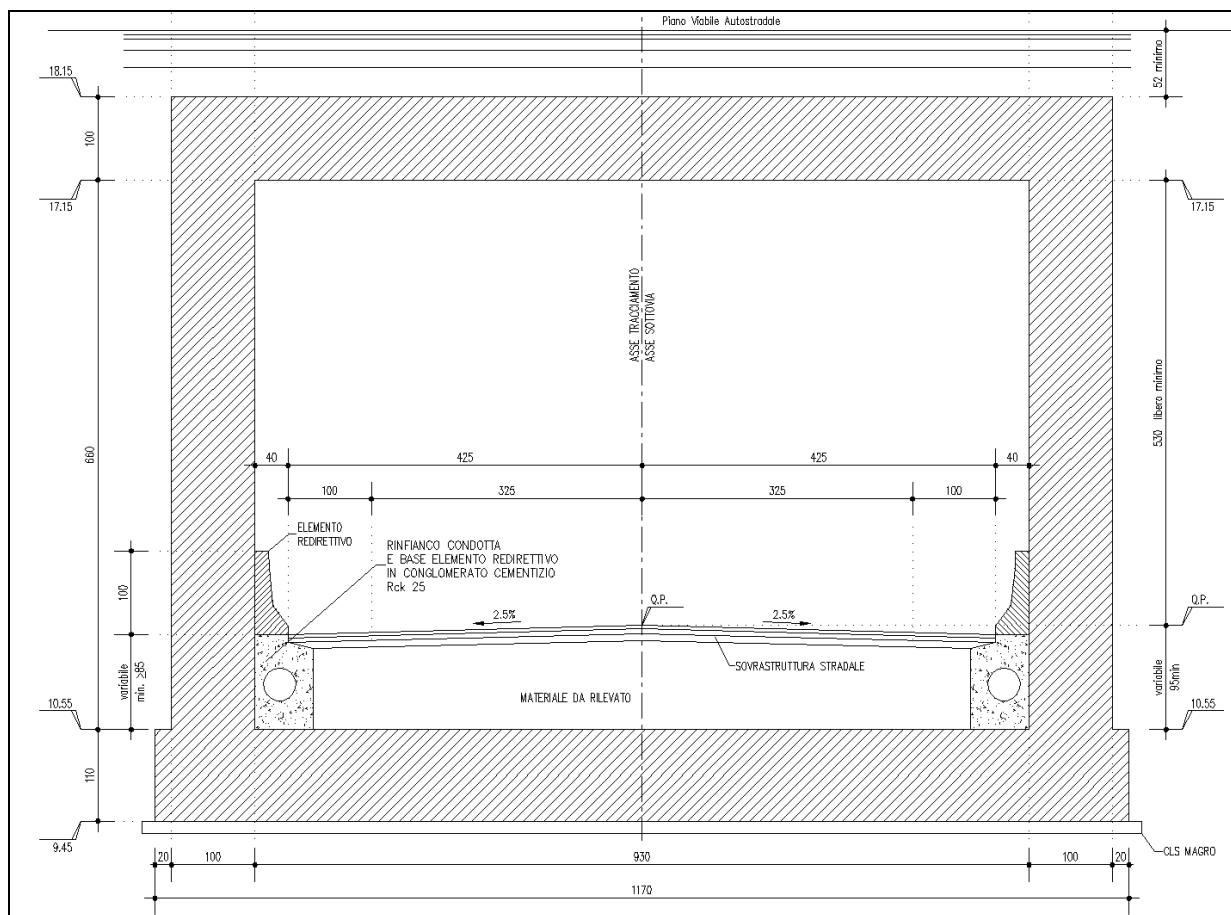 Piano Viabile Autostradale
18.15
52 minimo
100
17.15
17.15
ASSE TRACCIAMENTO
ASSE SOTTOVIA
660
530 libero minimo
40
425
425
40
100
325
325
100
ELEMENTO
REDIRETTIVO
RINFIANCO CONDOTTA
E BASE ELEMENTO REDIRETTIVO
IN CONGLOMERATO CEMENTIZIO
Rck 25
100
2.5%
Q.P.
2.5%
Q.P.
SOVRASTRUTTURA STRADALE
variabile
min. ≥85
variabile
95min
MATERIALE DA RILEVATO
10.55
10.55
110
9.45
CLS MAGRO
20
100
930
100
20
1170